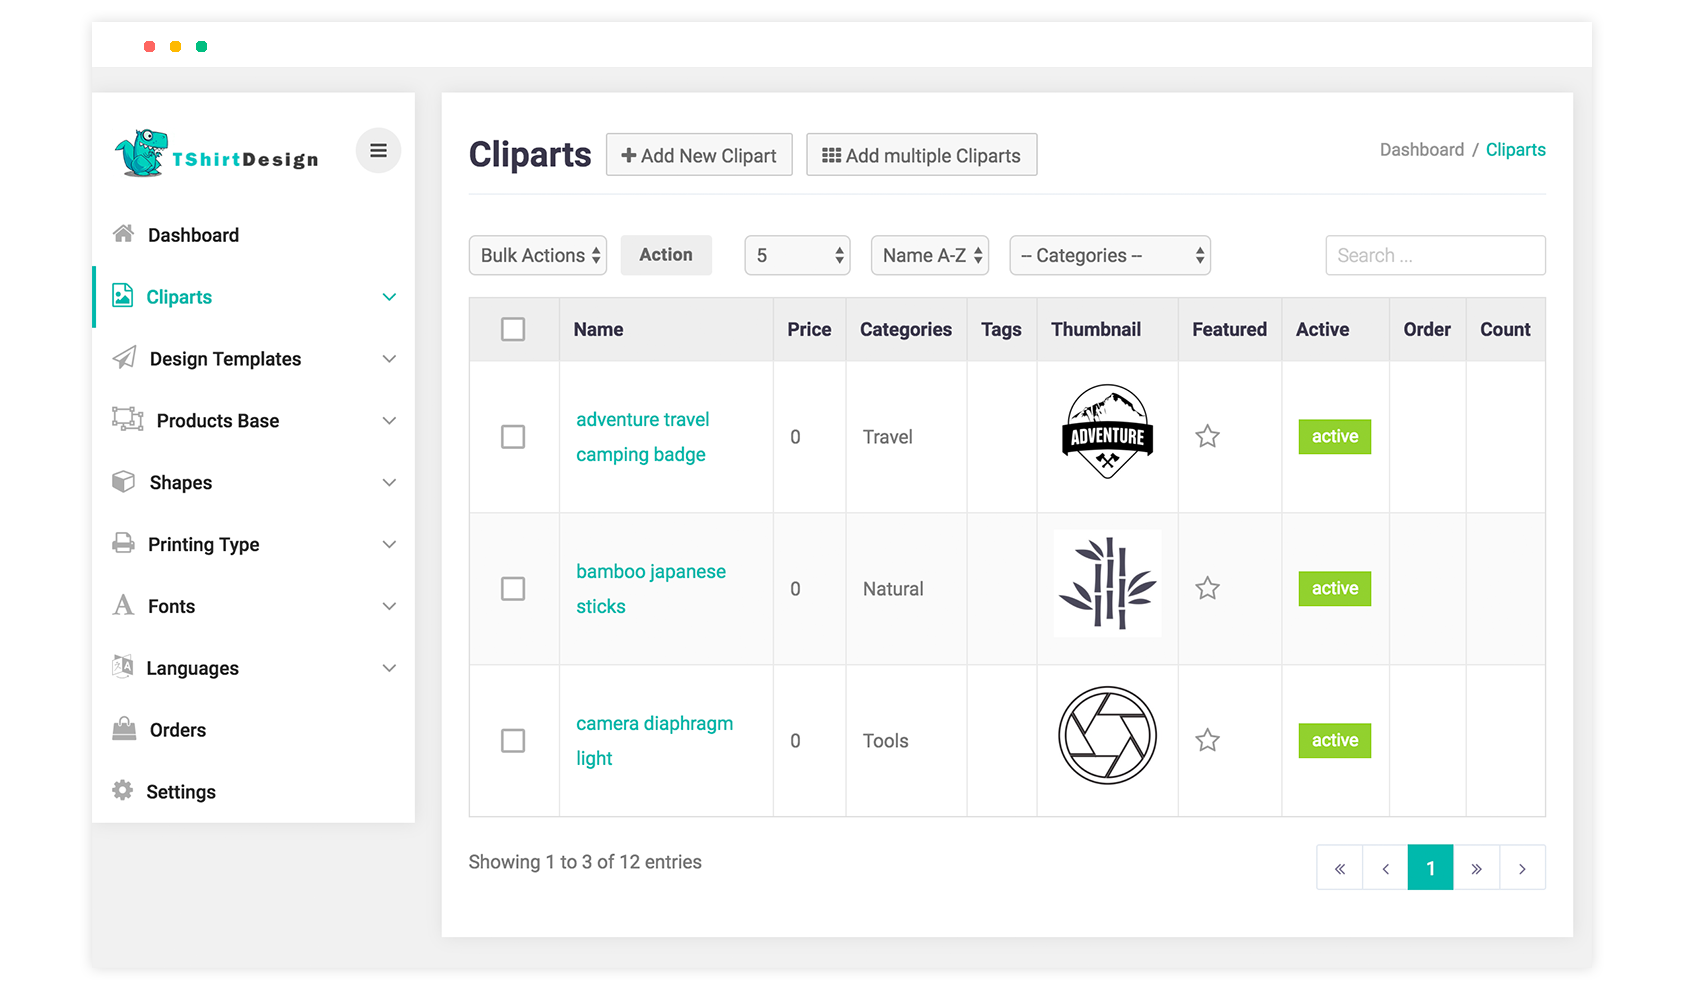 TShirtDesign
Dashboard
Cliparts
Design Templates
Products Base
Shapes
Printing Type
Fonts
Languages
Orders
Settings
Cliparts
Add New Clipart
Add multiple Cliparts
Dashboard / Cliparts
Bulk Actions
Action
5
Name A-Z
-- Categories --
Search ...
Name Price Categories Tags Thumbnail Featured Active Order Count
adventure travel
camping badge
0
Travel
ADVENTURE
active
bamboo japanese
sticks
0
Natural
active
camera diaphragm
light
0
Tools
active
Showing 1 to 3 of 12 entries
« ‹ 1 » ›